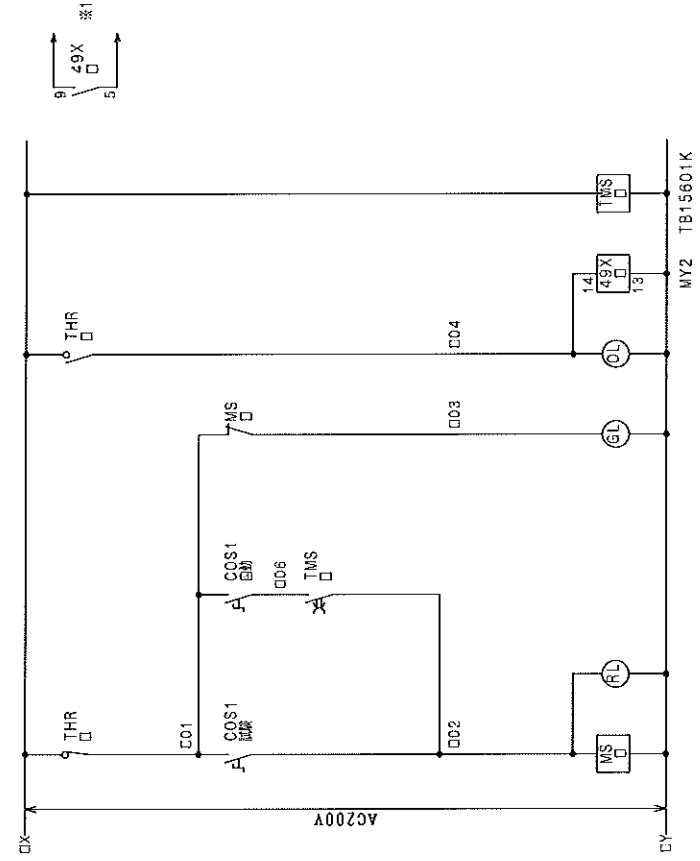 9
49X
□
5
※1
□X
AC200V
□Y
THR
□
□01
COS1
試験
□02
MS
□
RL
COS1
自動
□06
TMS
□
MS
□
□03
GL
THR
□
□04
OL
14
49X
□
13
MY2
TMS
□
TB15601K